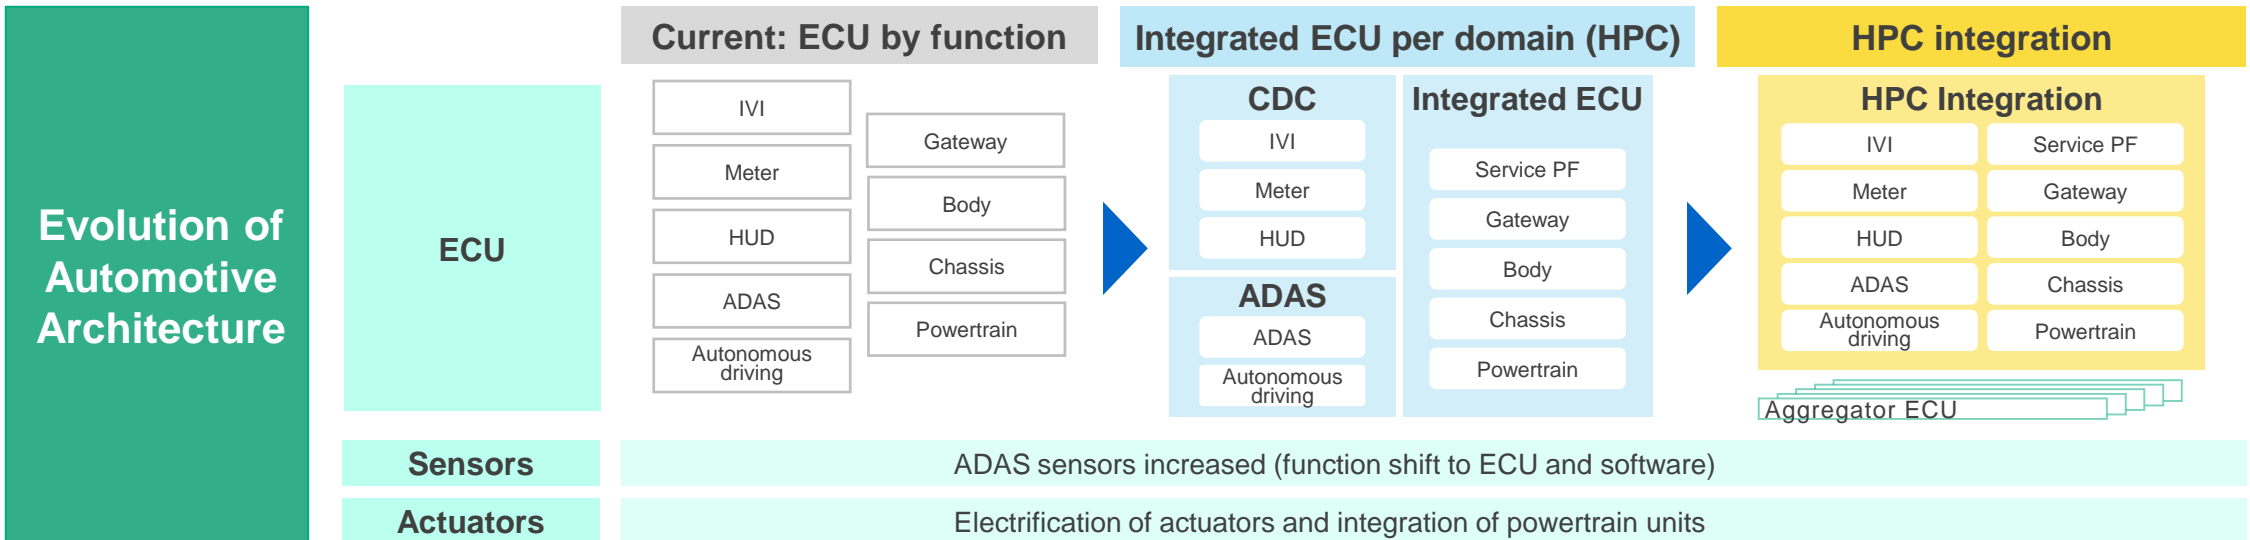 Evolution of
Automotive
Architecture
Current: ECU by function
Integrated ECU per domain (HPC)
HPC integration
ECU
IVI
Meter
HUD
ADAS
Autonomous
driving
Gateway
Body
Chassis
Powertrain
CDC
IVI
Meter
HUD
ADAS
ADAS
Autonomous
driving
Integrated ECU
Service PF
Gateway
Body
Chassis
Powertrain
HPC Integration
IVI
Meter
HUD
ADAS
Autonomous
driving
Service PF
Gateway
Body
Chassis
Powertrain
Aggregator ECU
Sensors
ADAS sensors increased (function shift to ECU and software)
Actuators
Electrification of actuators and integration of powertrain units